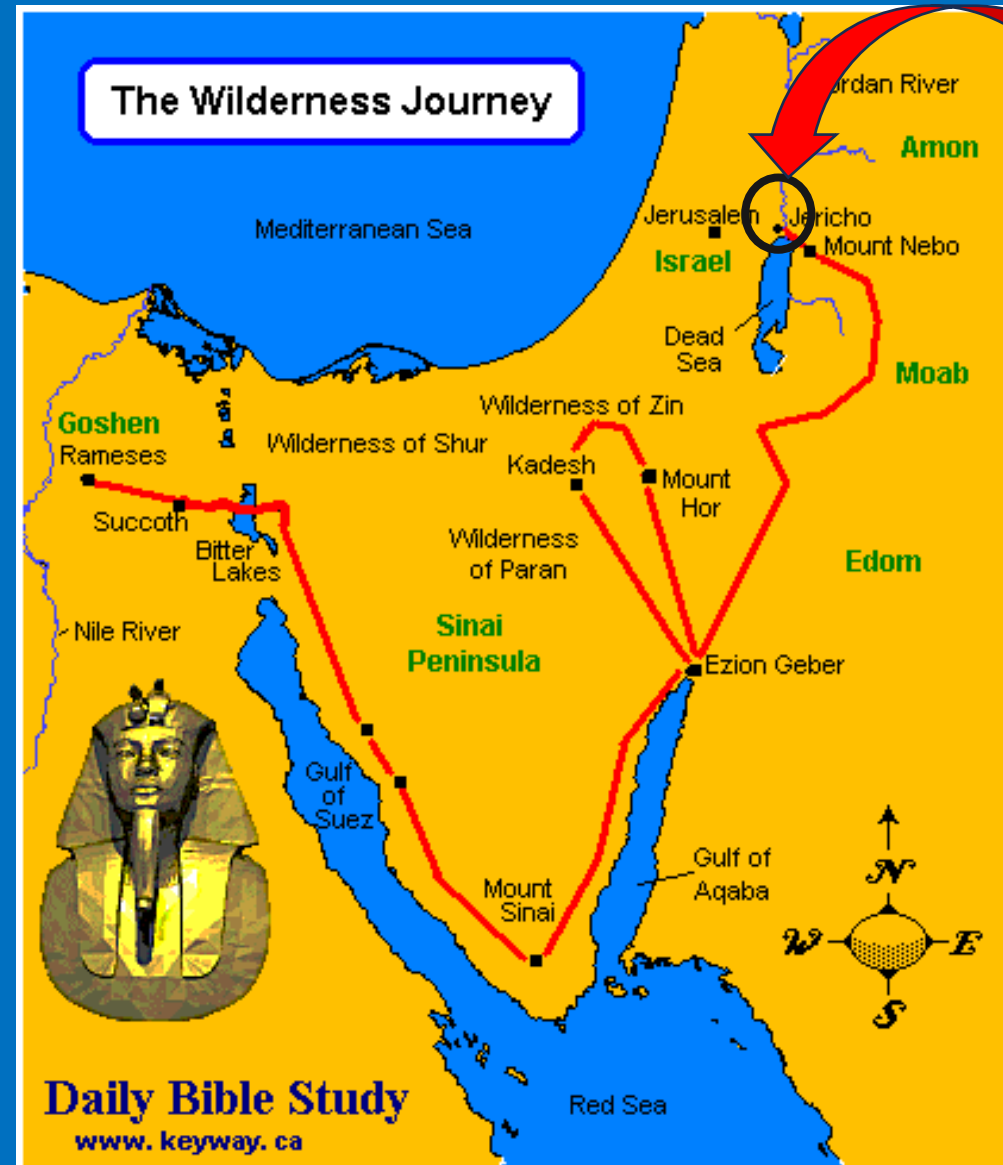 The Wilderness Journey
Jordan River
Amon
Mediterranean Sea
Jerusalem
Jericho
Mount Nebo
Israel
Dead
Sea
Moab
Wilderness of Zin
Goshen
Rameses
Wilderness of Shur
Kadesh
Mount
Hor
Succoth
Bitter
Lakes
Wilderness
of Paran
Edom
Nile River
Sinai
Peninsula
Ezion Geber
Gulf
of
Suez
Gulf of
Aqaba
Mount
Sinai
N
W
E
S
Daily Bible Study
www. keyway. ca
Red Sea